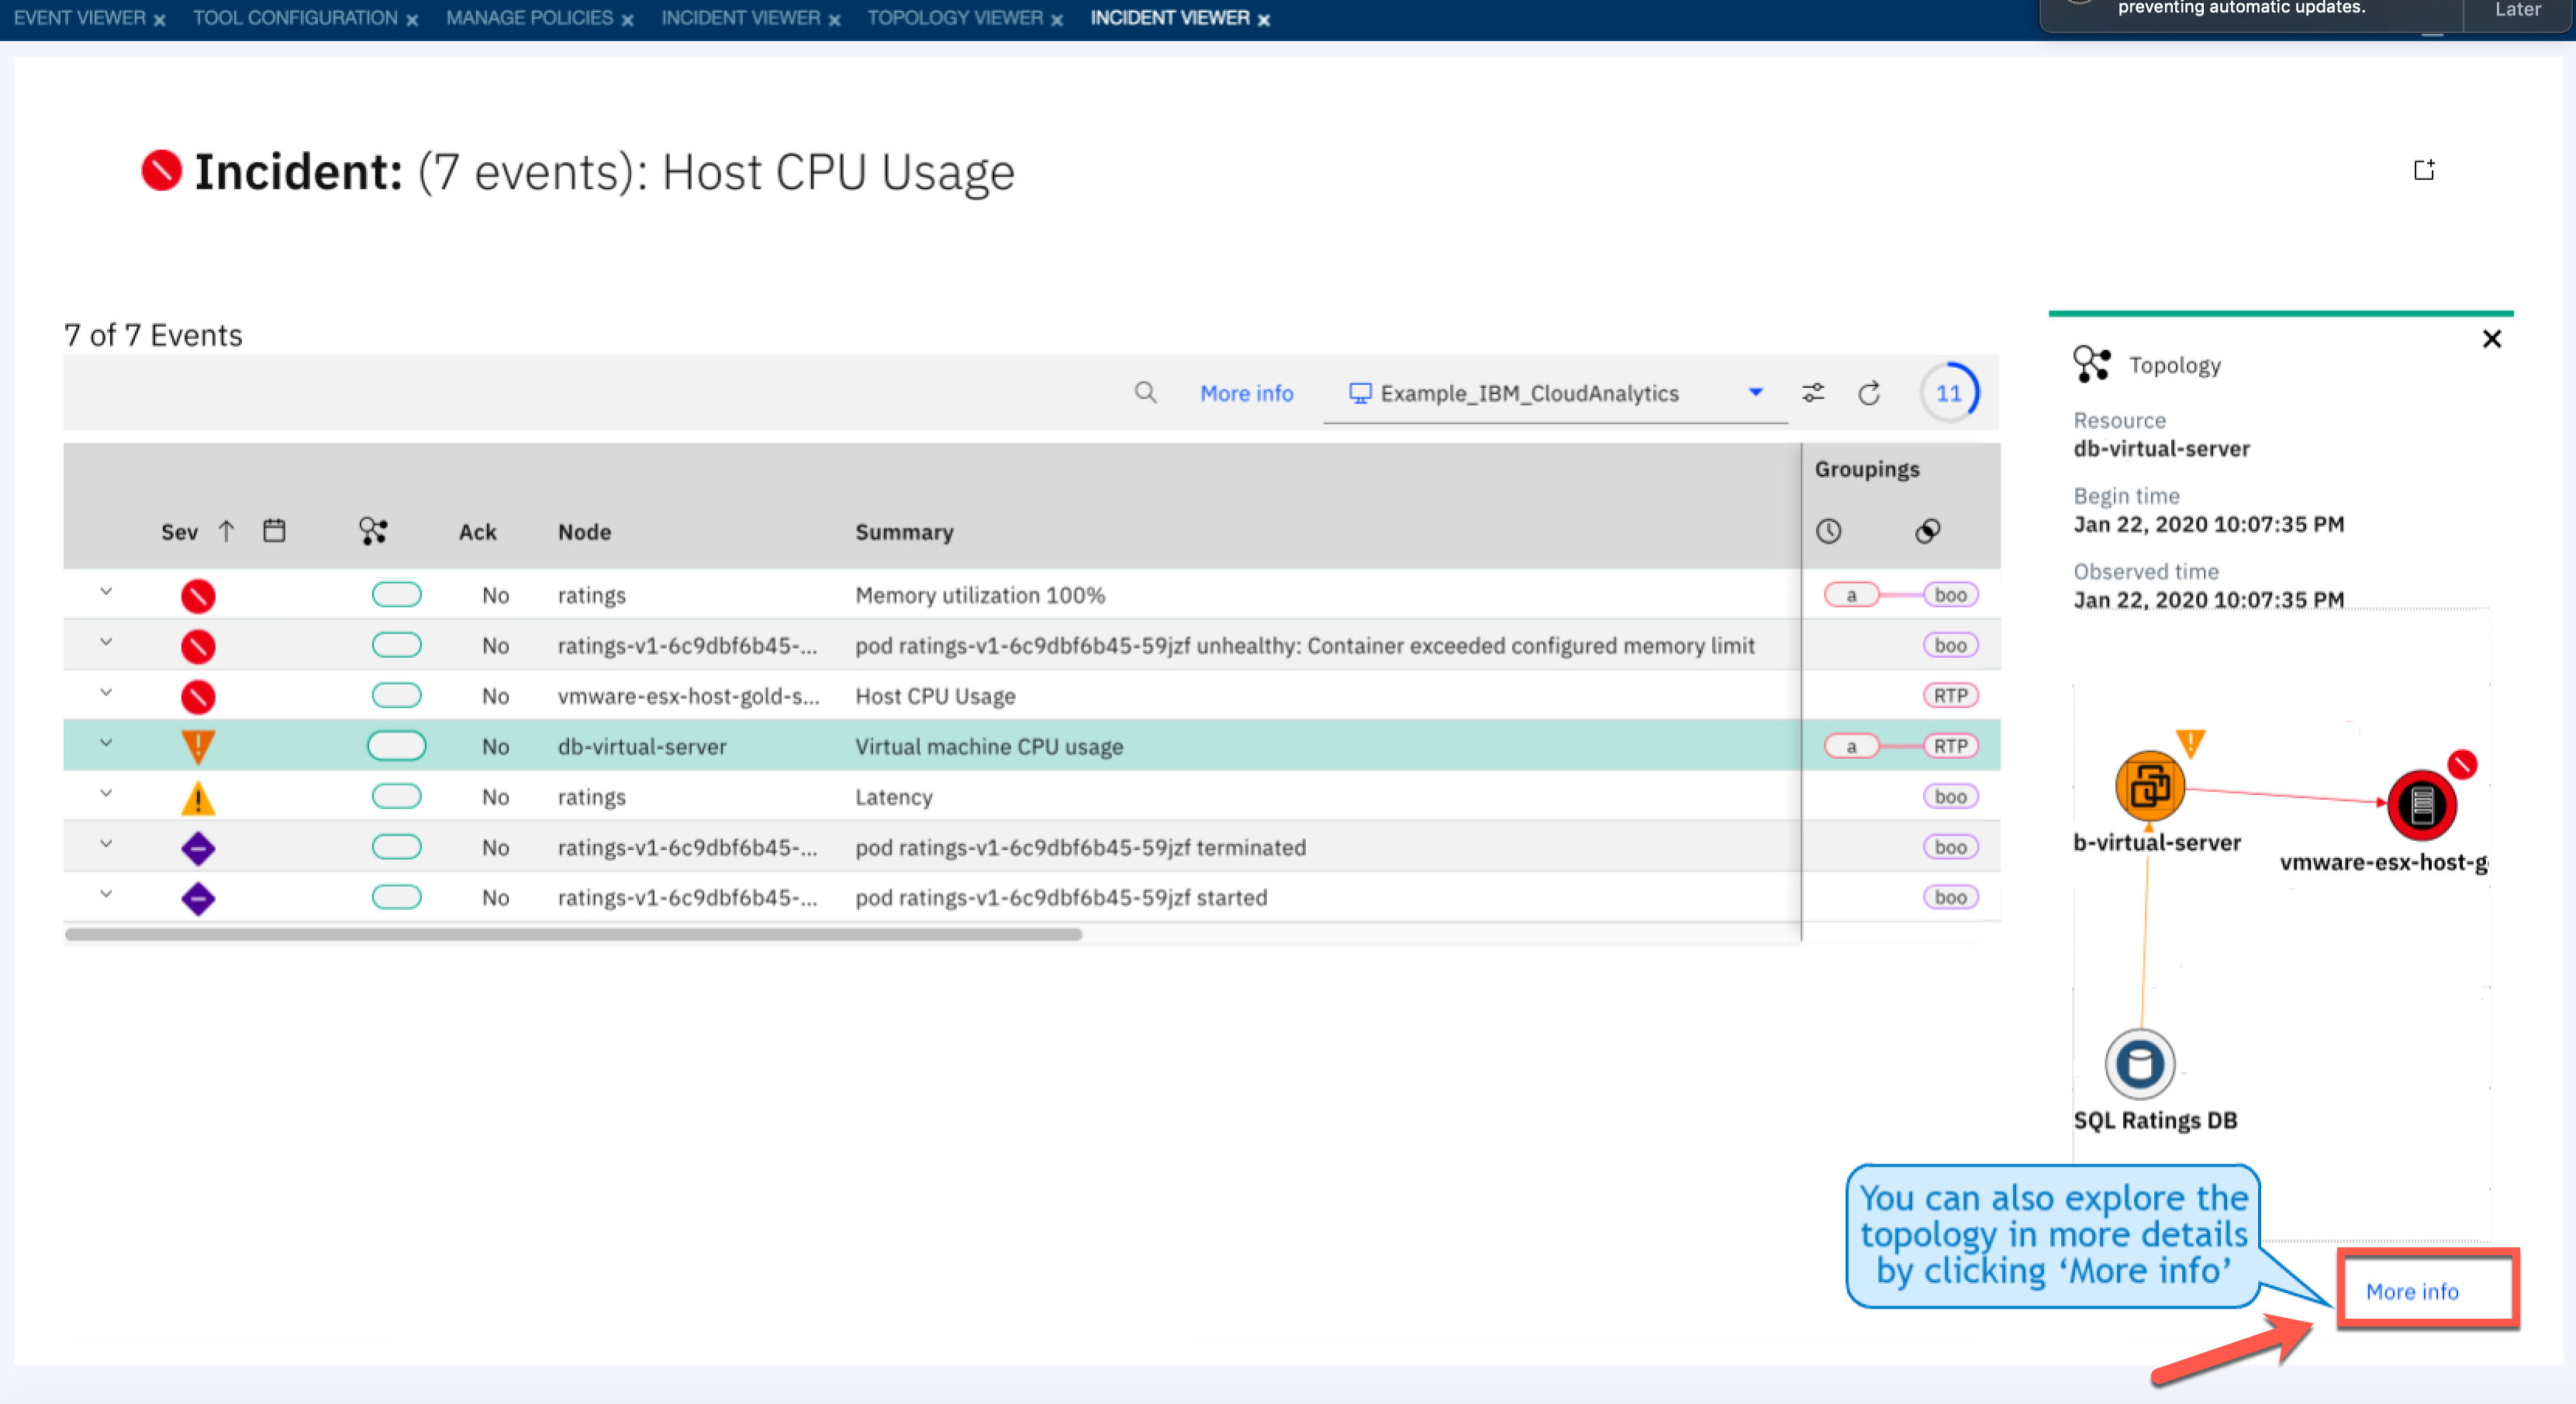 EVENT VIEWER x TOOL CONFIGURATION x MANAGE POLICIES x INCIDENT VIEWER x TOPOLOGY VIEWER x INCIDENT VIEWER x
preventing automatic updates.
Later
Incident: (7 events): Host CPU Usage
7 of 7 Events
More info
Example_IBM_CloudAnalytics
11
Groupings
Sev Ack Node Summary
No ratings Memory utilization 100% a boo
No ratings-v1-6c9dbf6b45-... pod ratings-v1-6c9dbf6b45-59jzf unhealthy: Container exceeded configured memory limit boo
No vmware-esx-host-gold-s... Host CPU Usage RTP
No db-virtual-server Virtual machine CPU usage a RTP
No ratings Latency boo
No ratings-v1-6c9dbf6b45-... pod ratings-v1-6c9dbf6b45-59jzf terminated boo
No ratings-v1-6c9dbf6b45-... pod ratings-v1-6c9dbf6b45-59jzf started boo
Topology
Resource
db-virtual-server
Begin time
Jan 22, 2020 10:07:35 PM
Observed time
Jan 22, 2020 10:07:35 PM
b-virtual-server
vmware-esx-host-g
SQL Ratings DB
You can also explore the
topology in more details
by clicking ‘More info’
More info